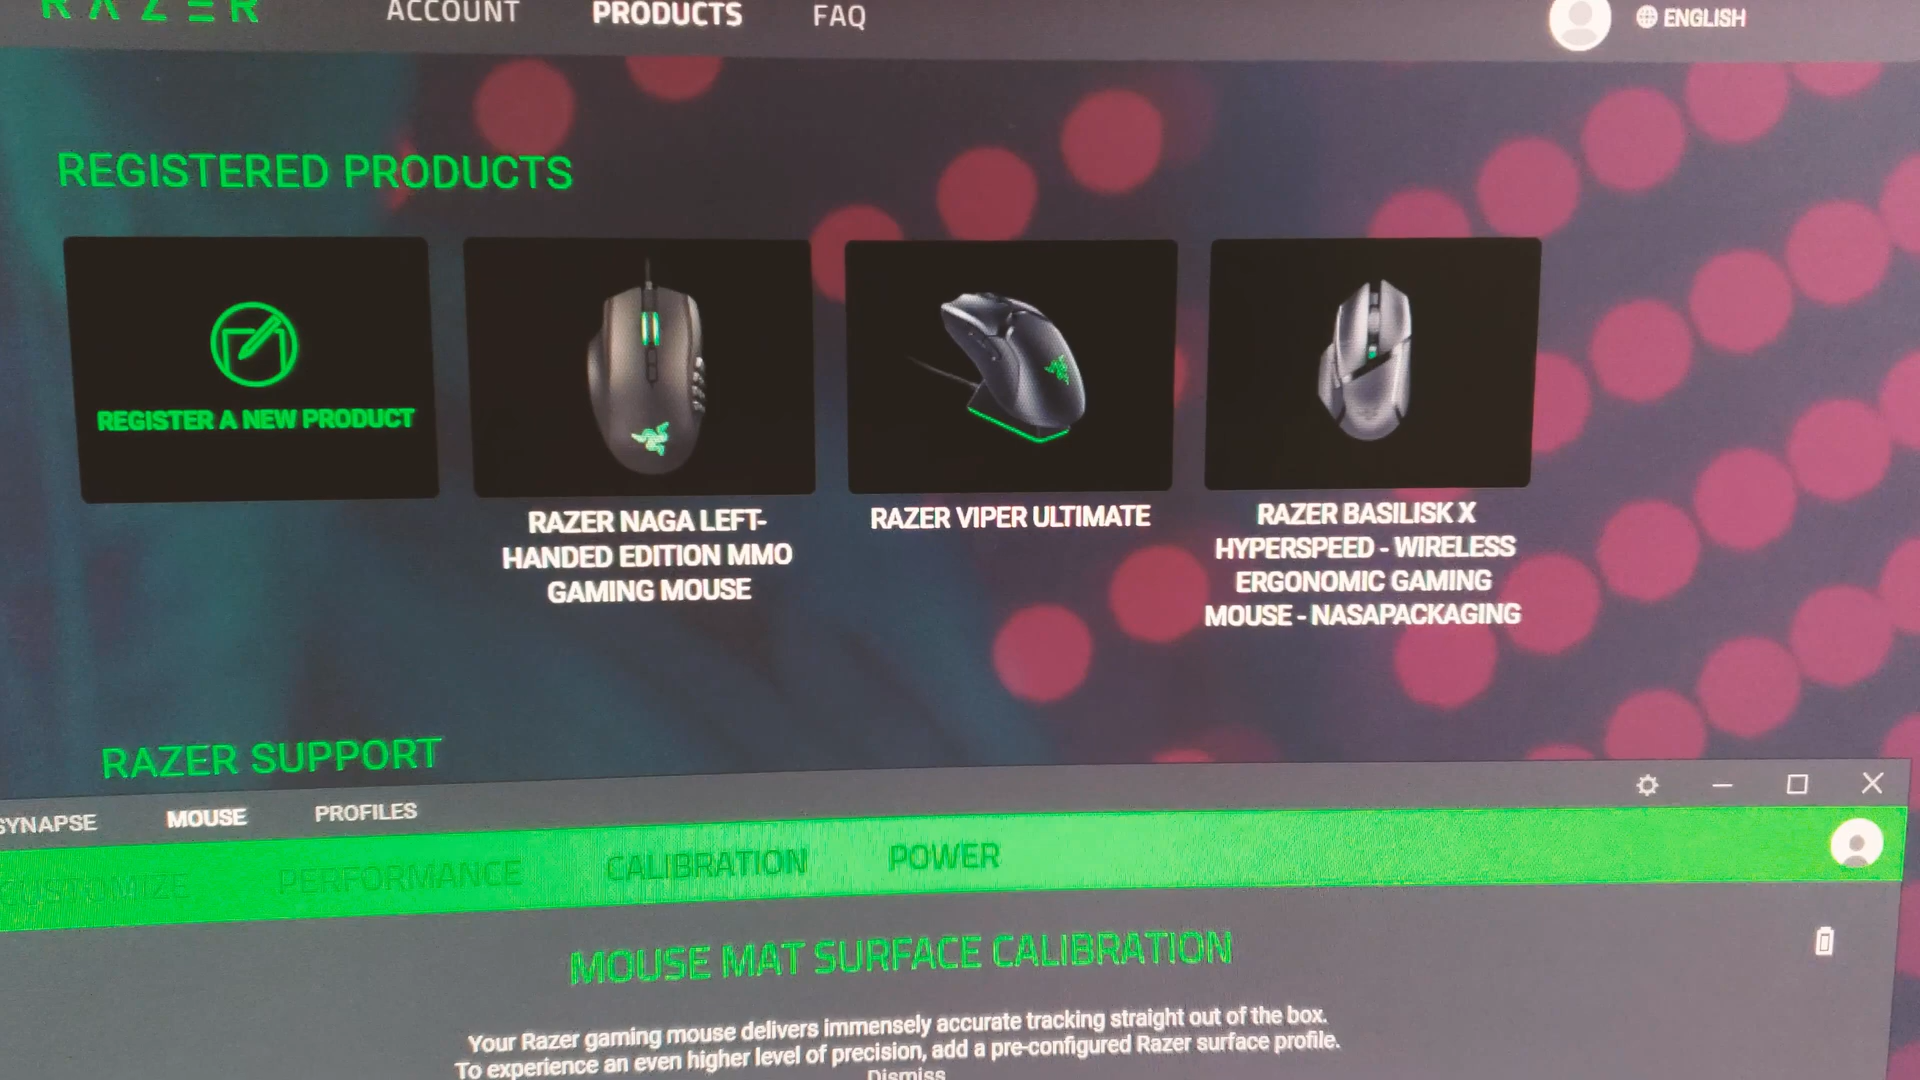 RAZER
ACCOUNT
PRODUCTS
FAQ
ENGLISH
REGISTERED PRODUCTS
REGISTER A NEW PRODUCT
RAZER NAGA LEFT-
HANDED EDITION MMO
GAMING MOUSE
RAZER VIPER ULTIMATE
RAZER BASILISK X
HYPERSPEED - WIRELESS
ERGONOMIC GAMING
MOUSE - NASAPACKAGING
RAZER SUPPORT
SYNAPSE
MOUSE
PROFILES
CUSTOMIZE
PERFORMANCE
CALIBRATION
POWER
MOUSE MAT SURFACE CALIBRATION
Your Razer gaming mouse delivers immensely accurate tracking straight out of the box.
To experience an even higher level of precision, add a pre-configured Razer surface profile.
Dismiss